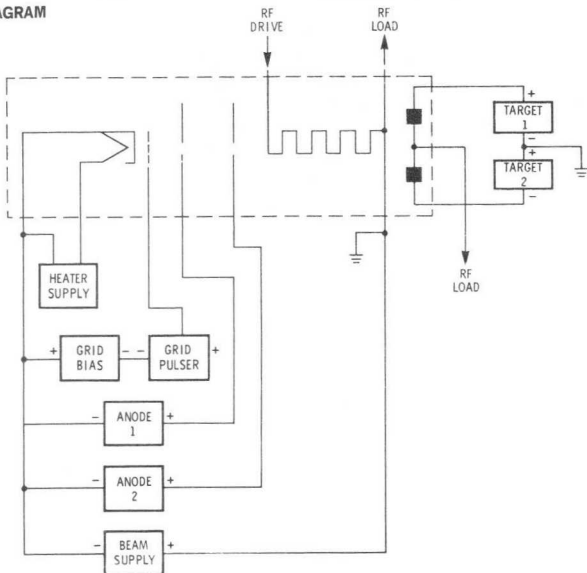 AGRAM
RF
DRIVE
RF
LOAD
+
TARGET
1
-
+
TARGET
2
-
RF
LOAD
HEATER
SUPPLY
+
GRID
BIAS
-
-
GRID
PULSER
+
-
ANODE
1
+
-
ANODE
2
+
-
BEAM
SUPPLY
+